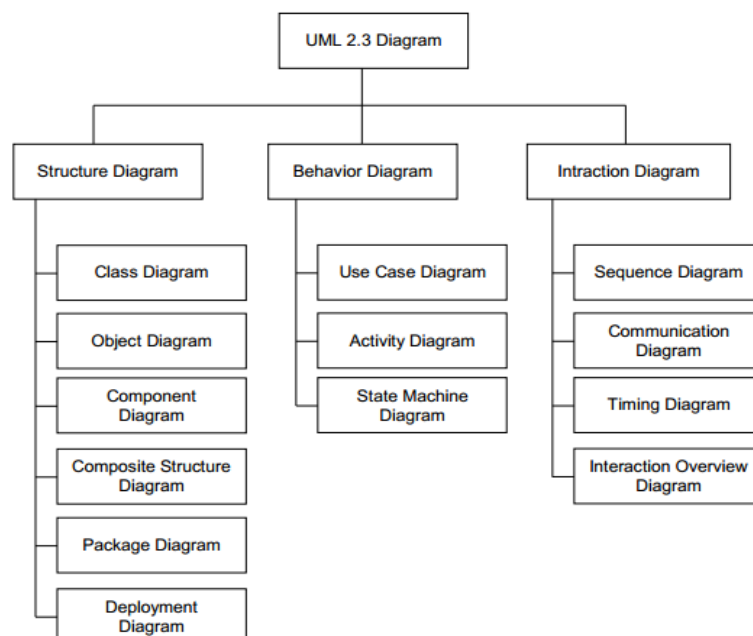 UML 2.3 Diagram
Structure Diagram
Behavior Diagram
Intraction Diagram
Class Diagram
Object Diagram
Component
Diagram
Composite Structure
Diagram
Package Diagram
Deployment
Diagram
Use Case Diagram
Activity Diagram
State Machine
Diagram
Sequence Diagram
Communication
Diagram
Timing Diagram
Interaction Overview
Diagram